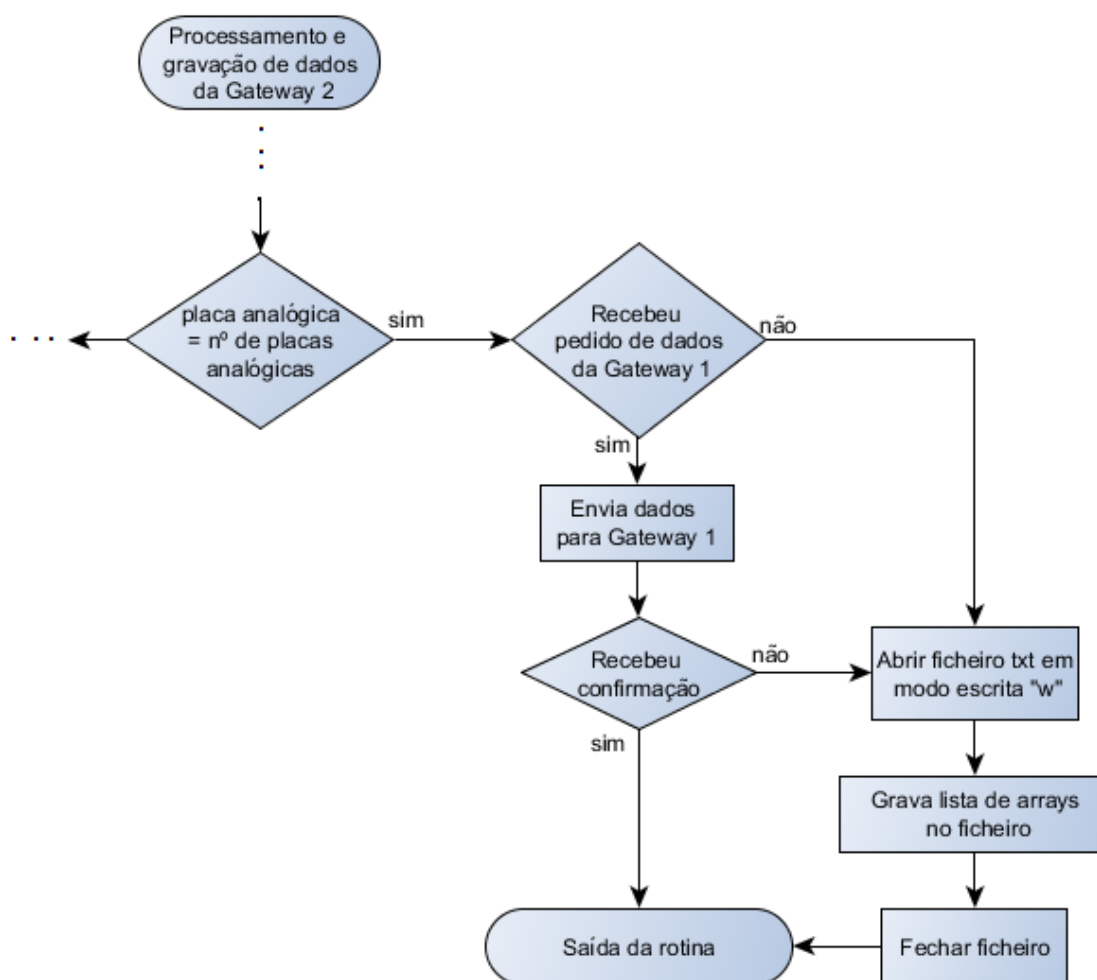 Processamento e
gravação de dados
da Gateway 2
placa analógica
= nº de placas
analógicas
sim
Recebeu
pedido de dados
da Gateway 1
não
sim
Envia dados
para Gateway 1
Recebeu
confirmação
não
Abrir ficheiro txt em
modo escrita "w"
sim
Grava lista de arrays
no ficheiro
Saída da rotina
Fechar ficheiro